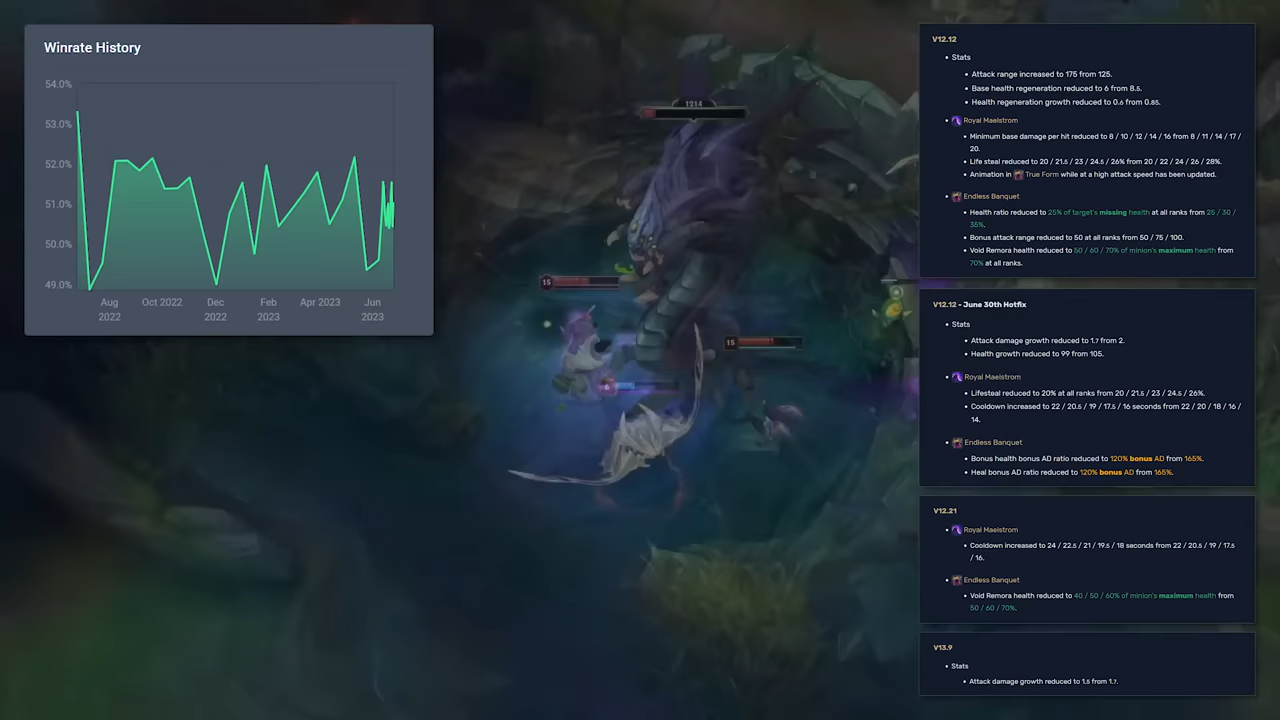 Winrate History
54.0%
53.0%
52.0%
51.0%
50.0%
49.0%
Aug 2022
Oct 2022
Dec 2022
Feb 2023
Apr 2023
Jun 2023
1214
15
15
6
V12.12
Stats
Attack range increased to 175 from 125.
Base health regeneration reduced to 6 from 8.5.
Health regeneration growth reduced to 0.6 from 0.85.
Royal Maelstrom
Minimum base damage per hit reduced to 8 / 10 / 12 / 14 / 16 from 8 / 11 / 14 / 17 /
20.
Life steal reduced to 20 / 21.5 / 23 / 24.5 / 26% from 20 / 22 / 24 / 26 / 28%.
Animation in True Form while at a high attack speed has been updated.
Endless Banquet
Health ratio reduced to 25% of target's missing health at all ranks from 25 / 30 /
35%.
Bonus attack range reduced to 50 at all ranks from 50 / 75 / 100.
Void Remora health reduced to 50 / 60 / 70% of minion's maximum health from
70% at all ranks.
V12.12 - June 30th Hotfix
Stats
Attack damage growth reduced to 1.7 from 2.
Health growth reduced to 99 from 105.
Royal Maelstrom
Lifesteal reduced to 20% at all ranks from 20 / 21.5 / 23 / 24.5 / 26%.
Cooldown increased to 22 / 20.5 / 19 / 17.5 / 16 seconds from 22 / 20 / 18 / 16 /
14.
Endless Banquet
Bonus health bonus AD ratio reduced to 120% bonus AD from 165%.
Heal bonus AD ratio reduced to 120% bonus AD from 165%.
V12.21
Royal Maelstrom
Cooldown increased to 24 / 22.5 / 21 / 19.5 / 18 seconds from 22 / 20.5 / 19 / 17.5
/ 16.
Endless Banquet
Void Remora health reduced to 40 / 50 / 60% of minion's maximum health from
50 / 60 / 70%.
V13.9
Stats
Attack damage growth reduced to 1.5 from 1.7.